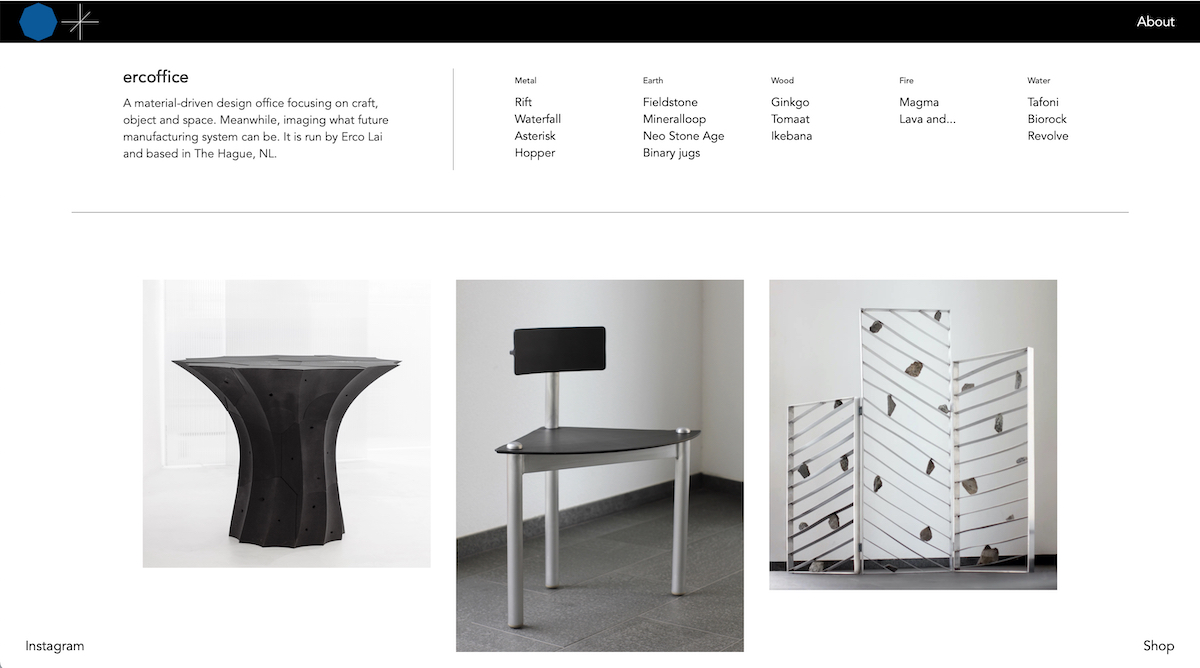 About
ercoffice
A material-driven design office focusing on craft,
object and space. Meanwhile, imaging what future
manufacturing system can be. It is run by Erco Lai
and based in The Hague, NL.
Metal
Rift
Waterfall
Asterisk
Hopper
Earth
Fieldstone
Mineralloop
Neo Stone Age
Binary jugs
Wood
Ginkgo
Tomaat
Ikebana
Fire
Magma
Lava and...
Water
Tafoni
Biorock
Revolve
Instagram
Shop